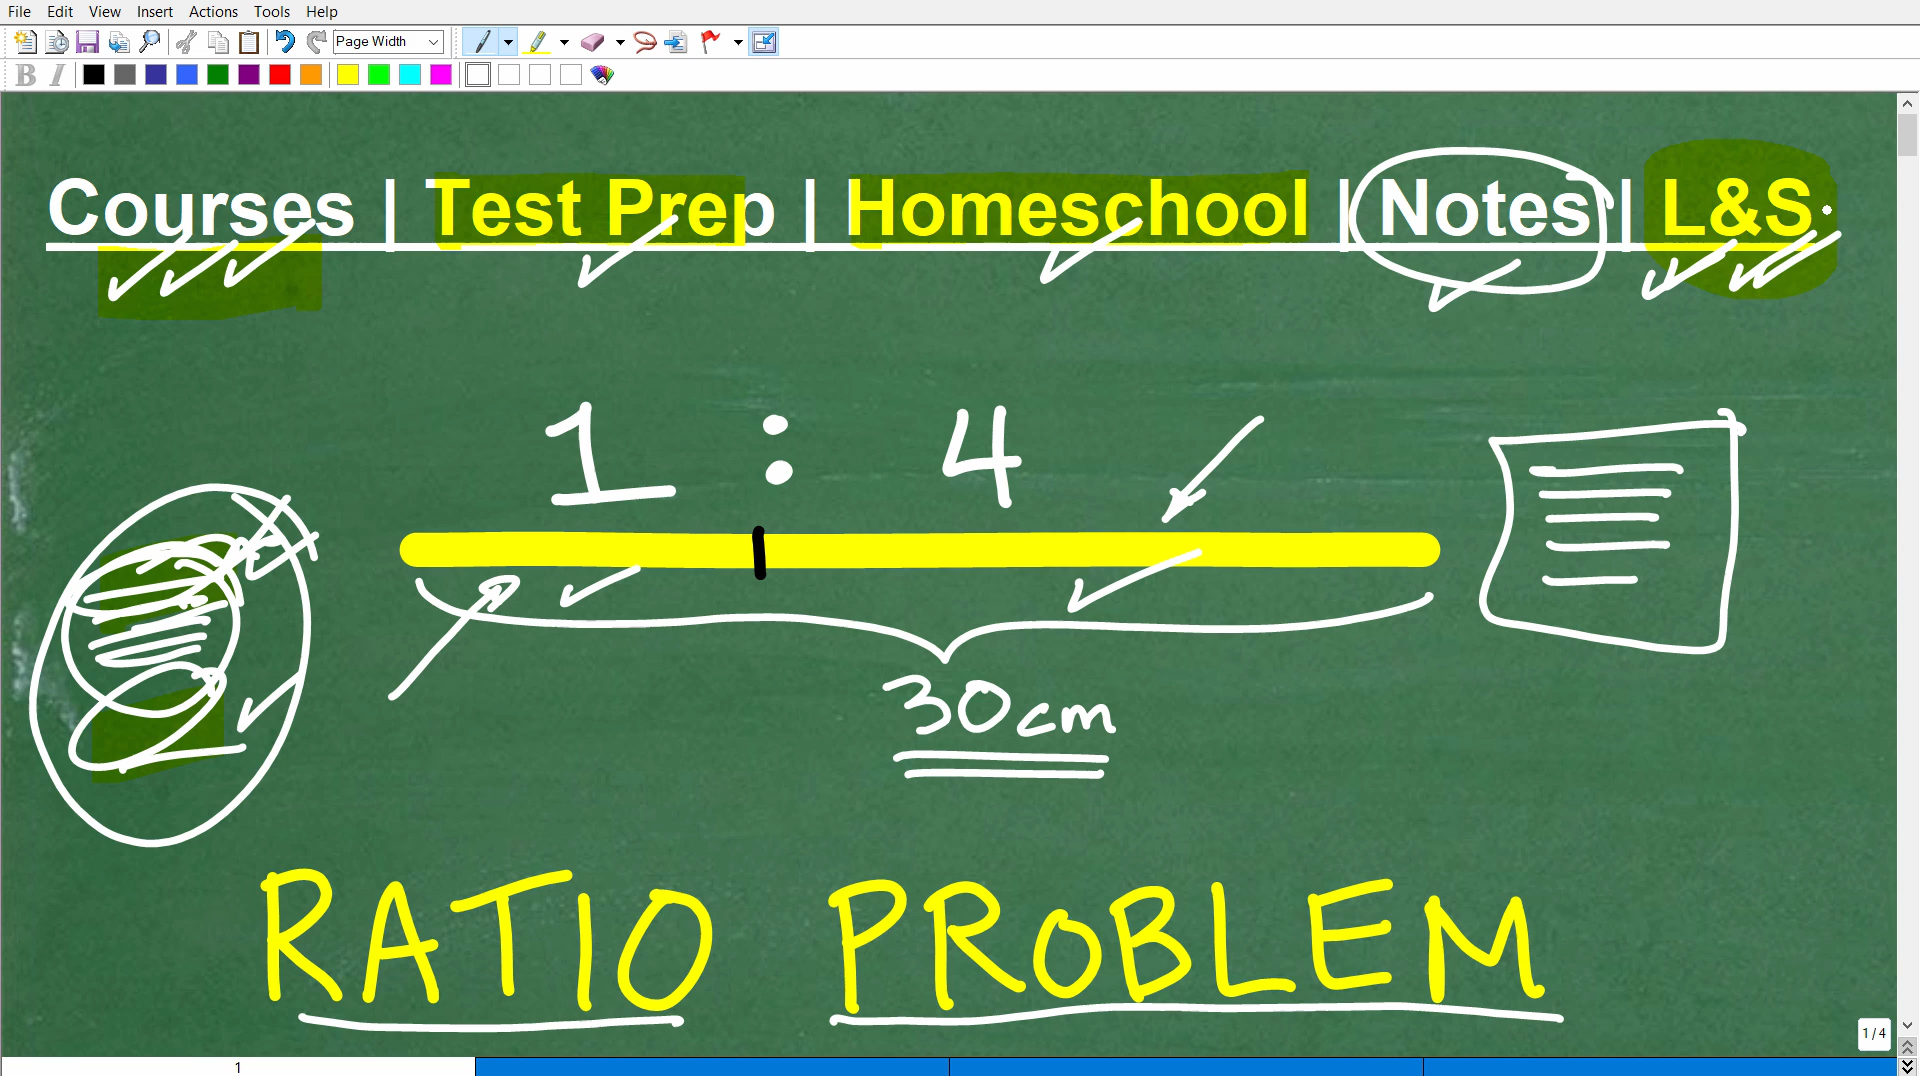 File Edit View Insert Actions Tools Help
Page Width
B I
Courses | Test Prep | Homeschool | Notes | L&S
1 : 4
30cm
RATIO PROBLEM
1 / 4
1